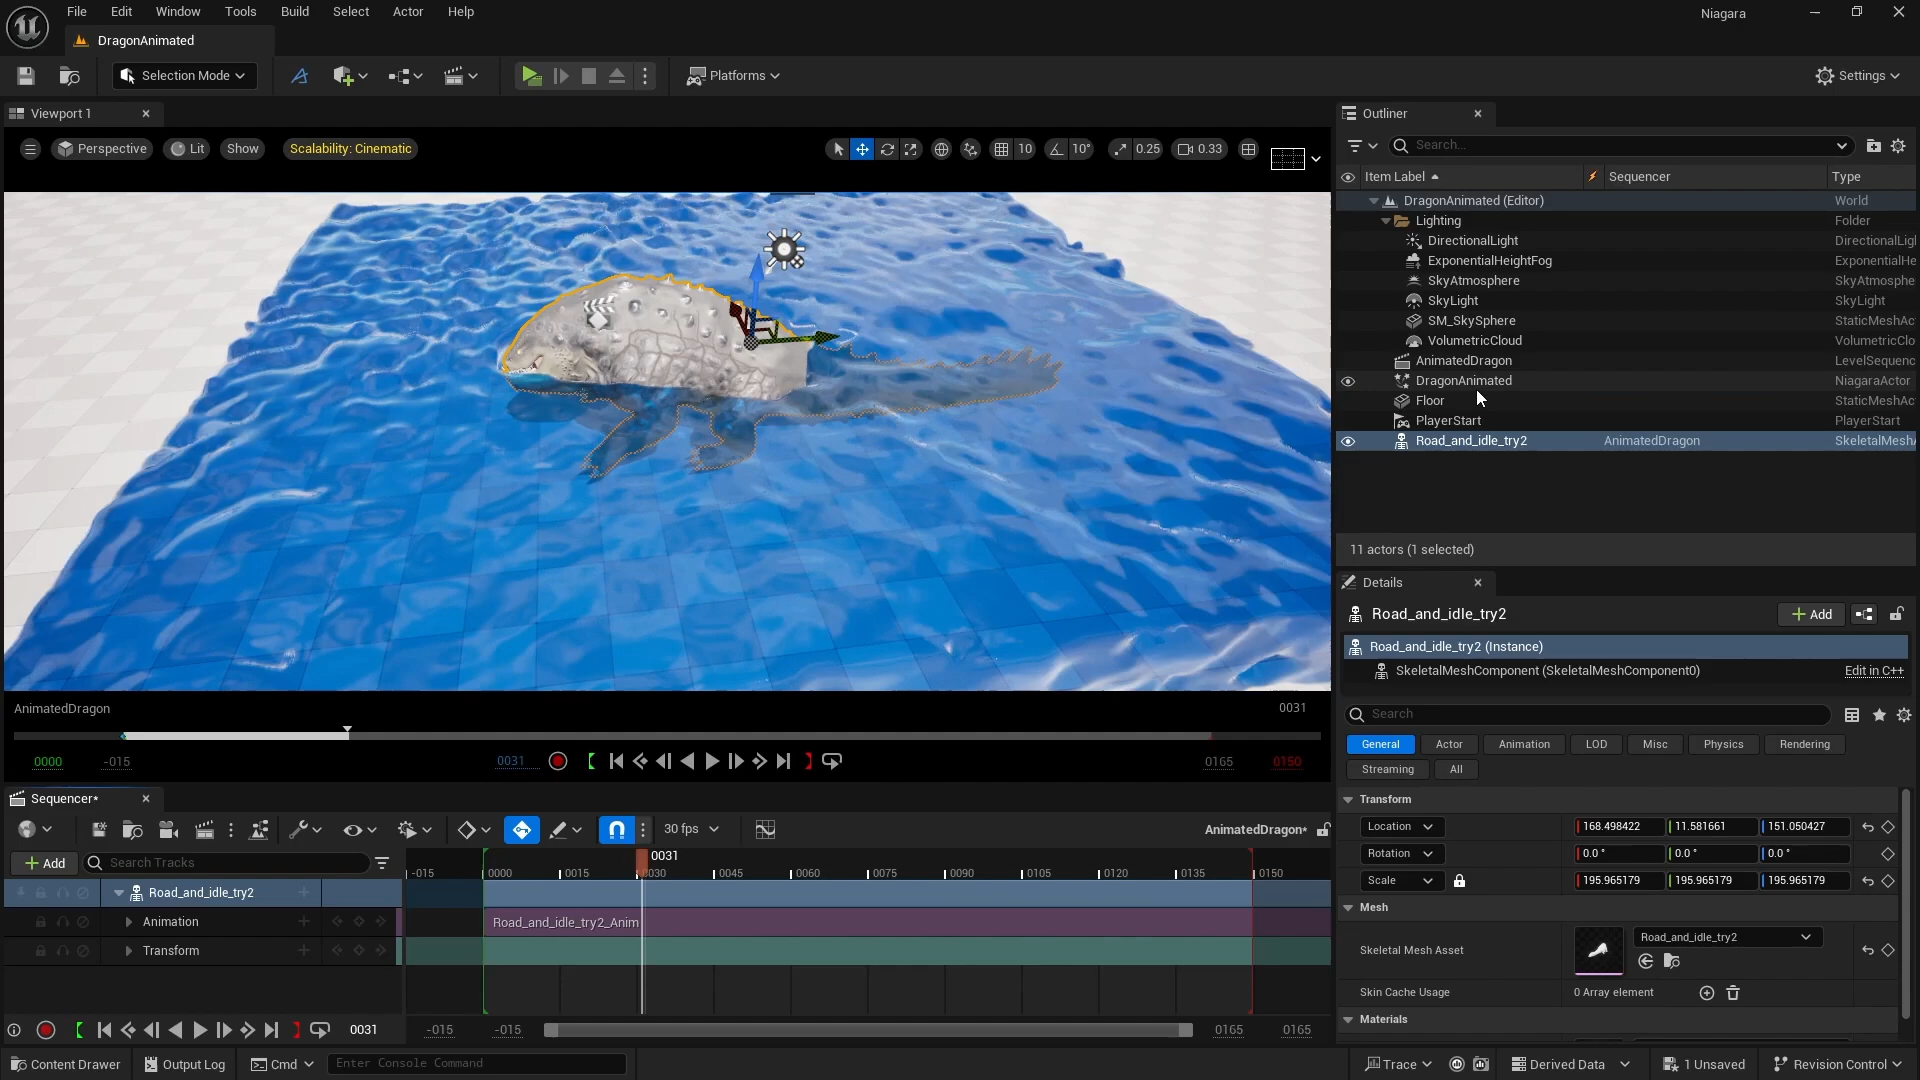 File Edit Window Tools Build Select Actor Help
Niagara
DragonAnimated
Selection Mode
Platforms
Settings
Viewport 1
Perspective Lit Show Scalability: Cinematic
10 10° 0.25 0.33
AnimatedDragon 0031
0000 -015 0031 0165 0150
Sequencer*
30 fps AnimatedDragon*
Add Search Tracks
0031
-015 0000 0015 0030 0045 0060 0075 0090 0105 0120 0135 0150
Road_and_idle_try2
Animation Road_and_idle_try2_Anim
Transform
0031 -015 -015 0165 0165
Outliner
Search...
Item Label Sequencer Type
DragonAnimated (Editor) World
Lighting Folder
DirectionalLight DirectionalLig
ExponentialHeightFog ExponentialHe
SkyAtmosphere SkyAtmosphe
SkyLight SkyLight
SM_SkySphere StaticMeshAc
VolumetricCloud VolumetricClo
AnimatedDragon LevelSequenc
DragonAnimated NiagaraActor
Floor StaticMeshAc
PlayerStart PlayerStart
Road_and_idle_try2 AnimatedDragon SkeletalMeshA
11 actors (1 selected)
Details
Road_and_idle_try2 Add
Road_and_idle_try2 (Instance)
SkeletalMeshComponent (SkeletalMeshComponent0) Edit in C++
Search
General Actor Animation LOD Misc Physics Rendering
Streaming All
Transform
Location 168.498422 11.581661 151.050427
Rotation 0.0 ° 0.0 ° 0.0 °
Scale 195.965179 195.965179 195.965179
Mesh
Skeletal Mesh Asset Road_and_idle_try2
Skin Cache Usage 0 Array element
Materials
Content Drawer Output Log Cmd Enter Console Command Trace Derived Data 1 Unsaved Revision Control